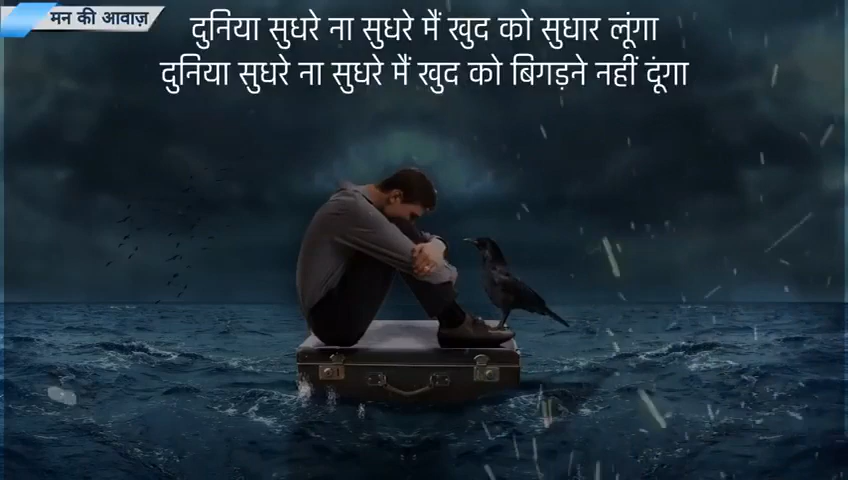 मन की आवाज़
दुनिया सुधरे ना सुधरे मैं खुद को सुधार लूंगा
दुनिया सुधरे ना सुधरे मैं खुद को बिगड़ने नहीं दूंगा